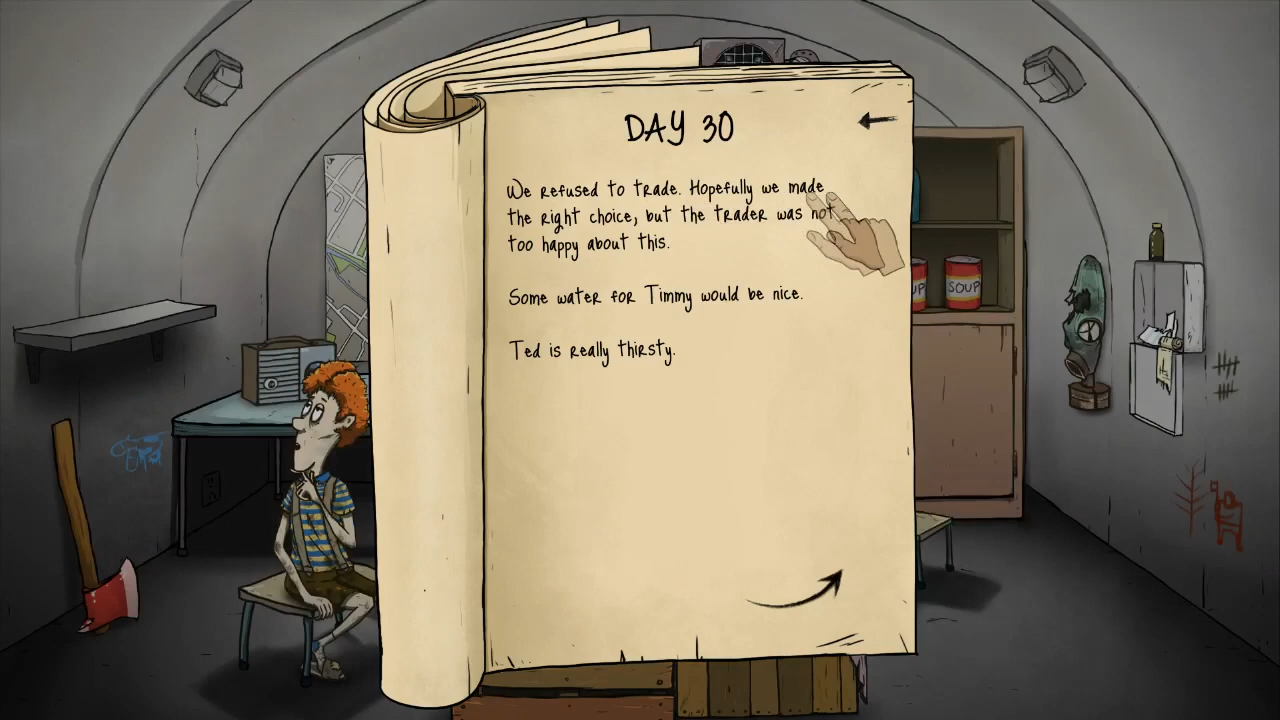 DAY 30
We refused to trade. Hopefully we made
the right choice, but the trader was not
too happy about this.
Some water for Timmy would be nice.
Ted is really thirsty.
UP
SOUP